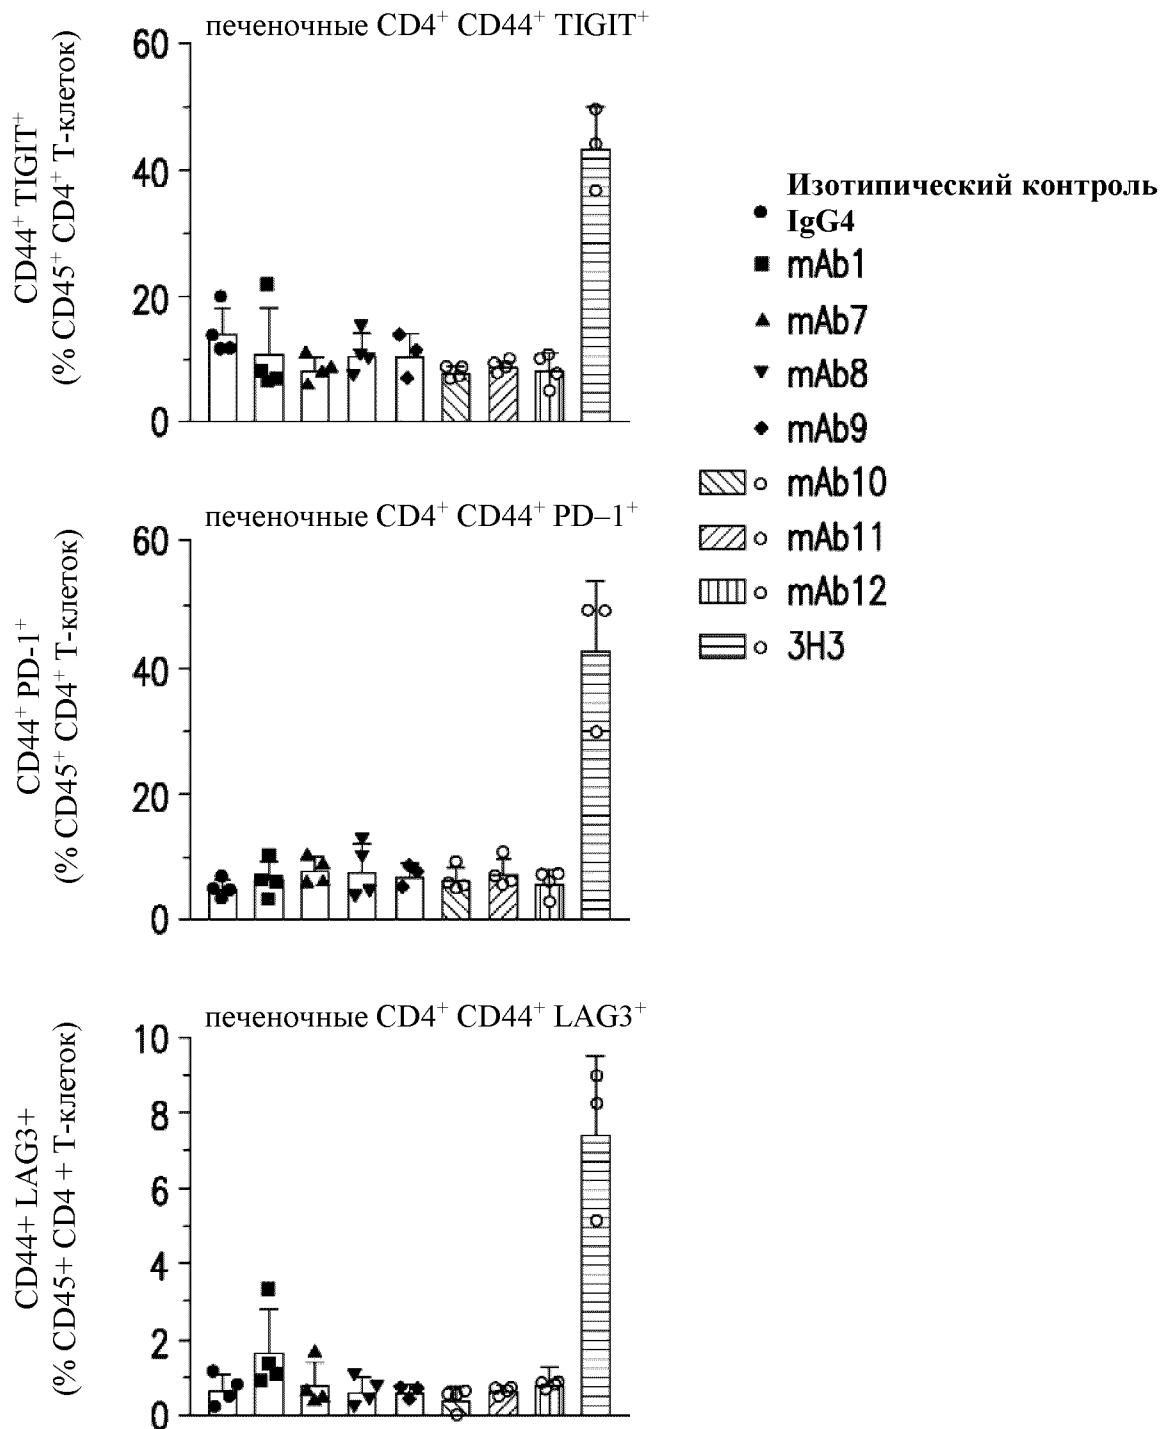 печеночные CD4⁺ CD44⁺ TIGIT⁺
CD44⁺ TIGIT⁺
(% CD45⁺ CD4⁺ Т-клеток)
60
40
20
0
Изотипический контроль
IgG4
mAb1
mAb7
mAb8
mAb9
mAb10
mAb11
mAb12
3H3
печеночные CD4⁺ CD44⁺ PD–1⁺
CD44⁺ PD-1⁺
(% CD45⁺ CD4⁺ Т-клеток)
60
40
20
0
печеночные CD4⁺ CD44⁺ LAG3⁺
CD44+ LAG3+
(% CD45+ CD4 + Т-клеток)
10
8
6
4
2
0